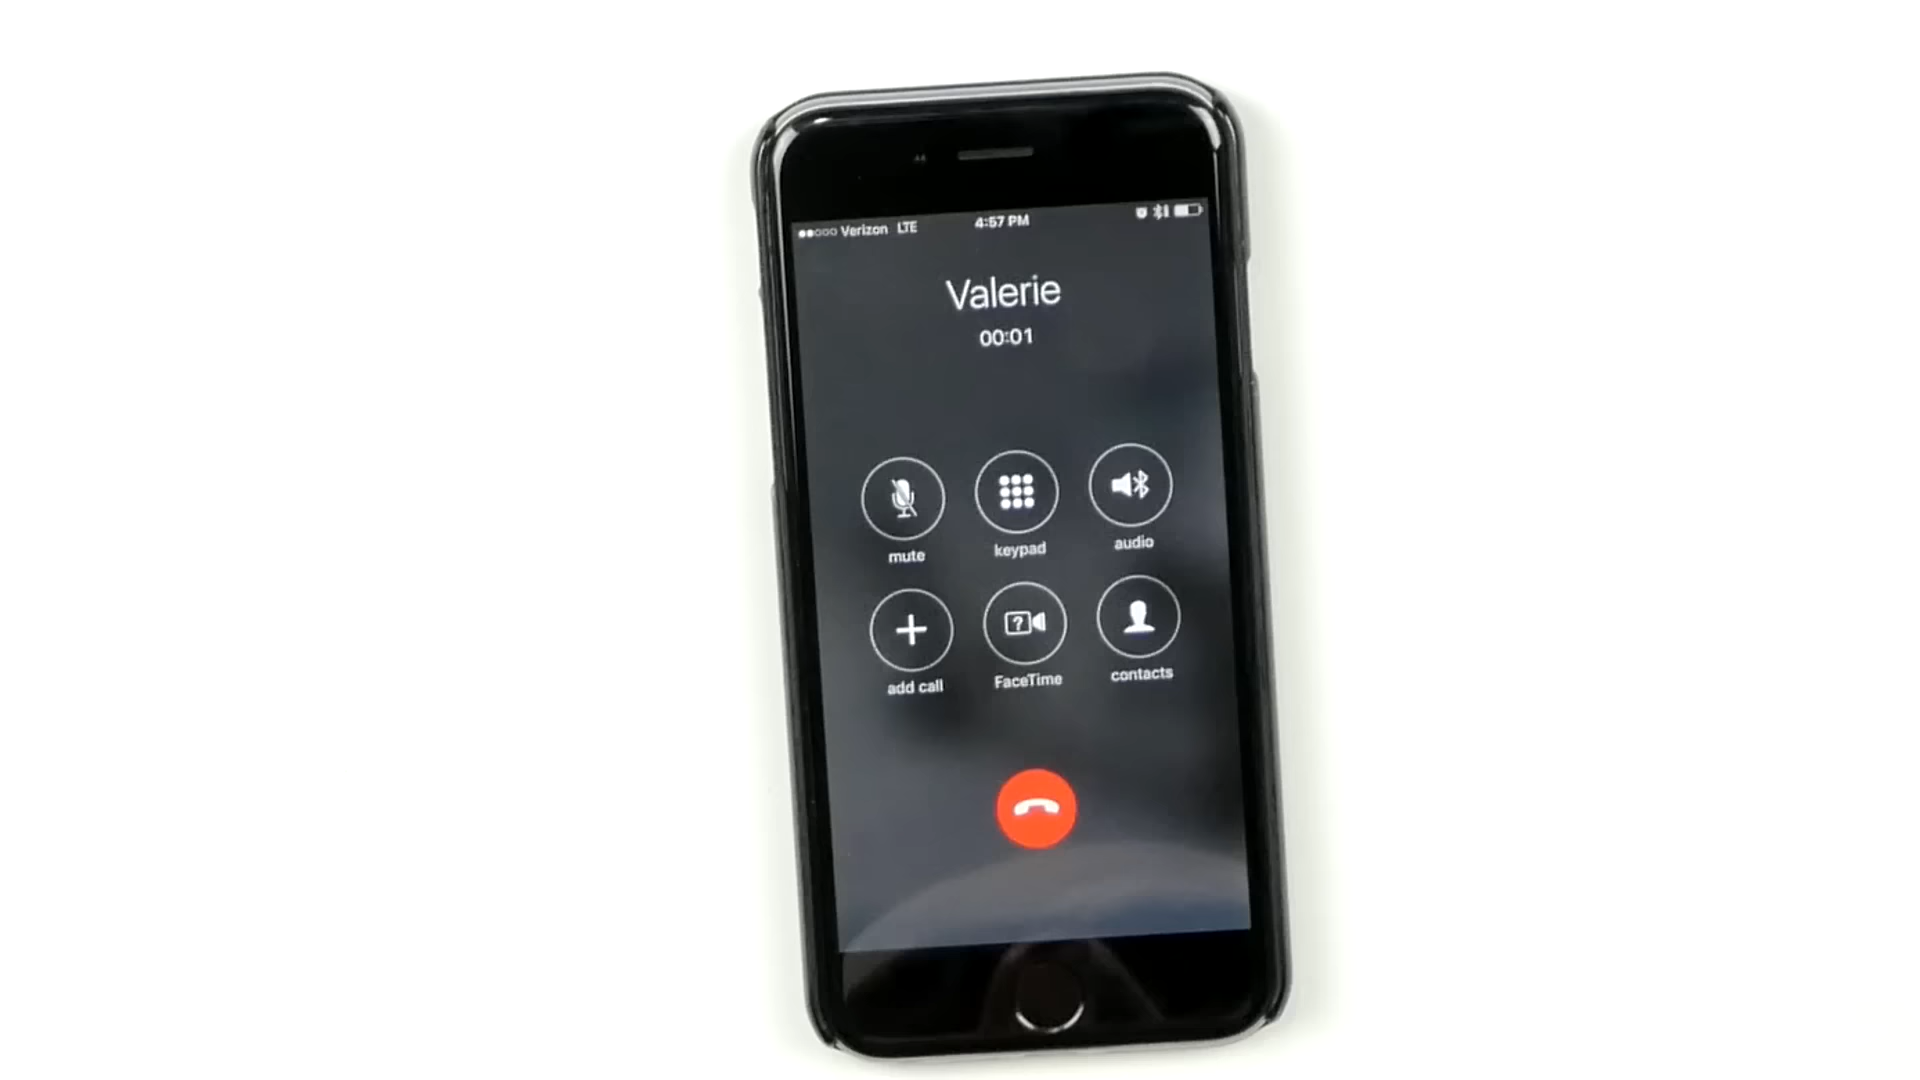 Verizon LTE 4:57 PM
Valerie
00:01
mute keypad audio
?
add call FaceTime contacts